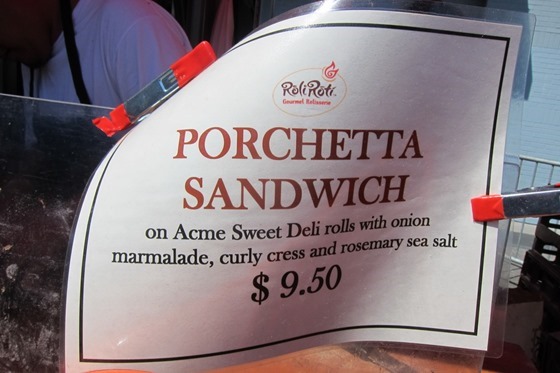 RoliRoti
Gourmet Rotisserie
PORCHETTA
SANDWICH
on Acme Sweet Deli rolls with onion
marmalade, curly cress and rosemary sea salt
$ 9.50